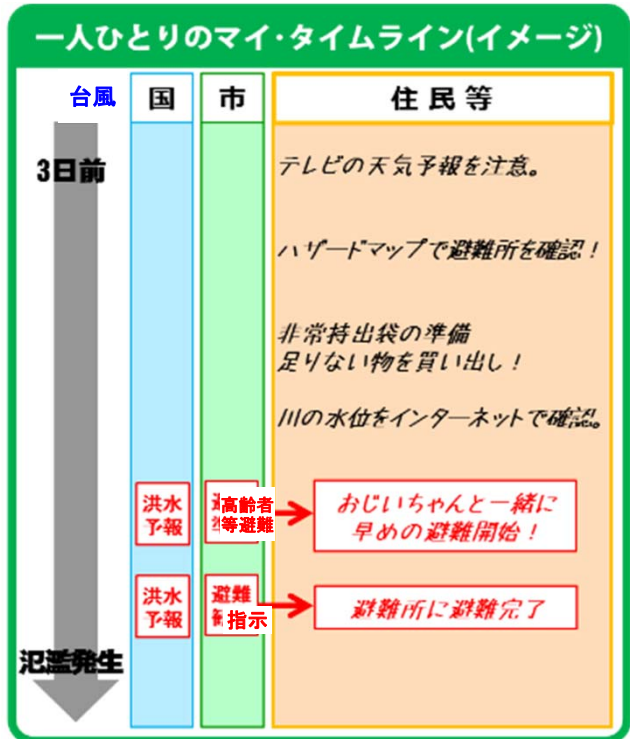 一人ひとりのマイ・タイムライン(イメージ)
台風
国
市
住民等
3日前
テレビの天気予報を注意。
ハザードマップで避難所を確認!
非常持出袋の準備
足りない物を買い出し!
川の水位をインターネットで確認。
洪水
予報
高齢者
等避難
おじいちゃんと一緒に
早めの避難開始!
洪水
予報
避難
指示
避難所に避難完了
氾濫発生